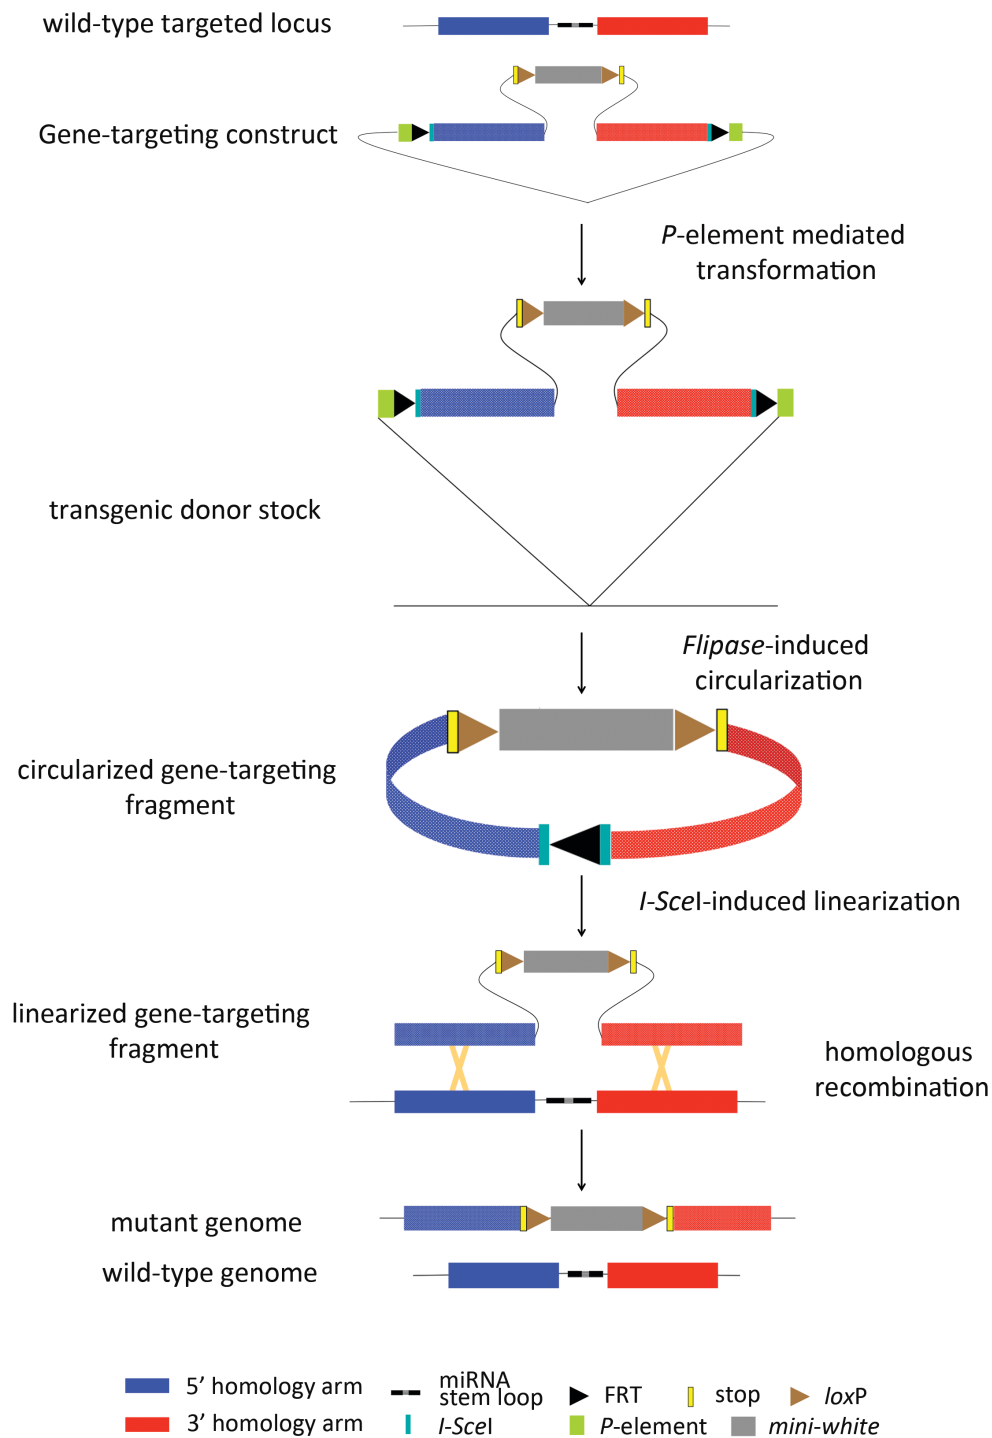 wild-type targeted locus
Gene-targeting construct
P-element mediated
transformation
transgenic donor stock
Flipase-induced
circularization
circularized gene-targeting
fragment
I-SceI-induced linearization
linearized gene-targeting
fragment
homologous
recombination
mutant genome
wild-type genome
5’ homology arm
miRNA
stem loop
FRT
stop
loxP
3’ homology arm
I-SceI
P-element
mini-white